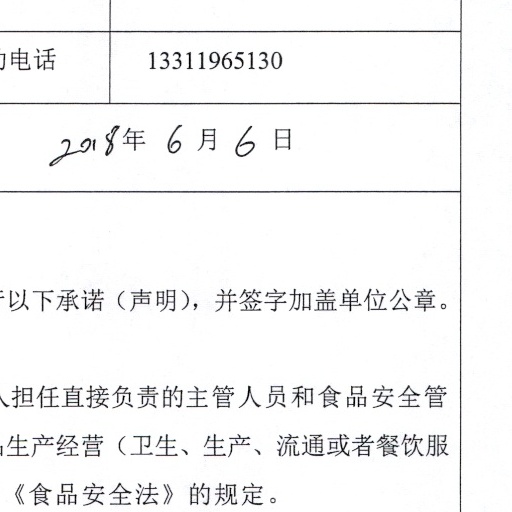 电话 13311965130
2018年 6 月 6 日
以下承诺（声明），并签字加盖单位公章。
人担任直接负责的主管人员和食品安全管
品生产经营（卫生、生产、流通或者餐饮服
《食品安全法》的规定。